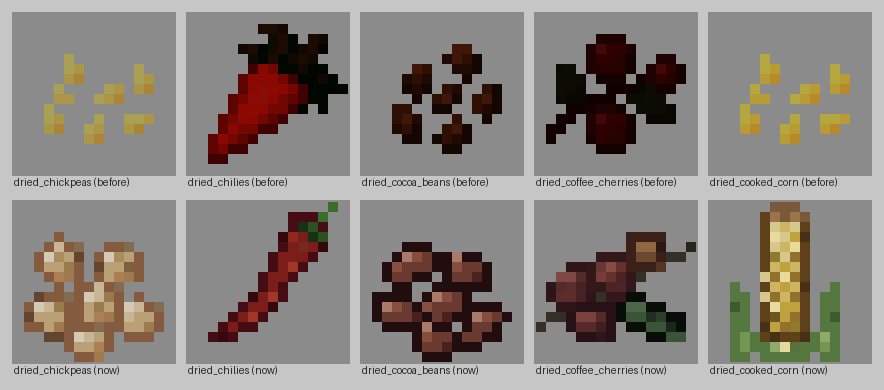 dried_chickpeas (before)
dried_chilies (before)
dried_cocoa_beans (before)
dried_coffee_cherries (before)
dried_cooked_corn (before)
dried_chickpeas (now)
dried_chilies (now)
dried_cocoa_beans (now)
dried_coffee_cherries (now)
dried_cooked_corn (now)